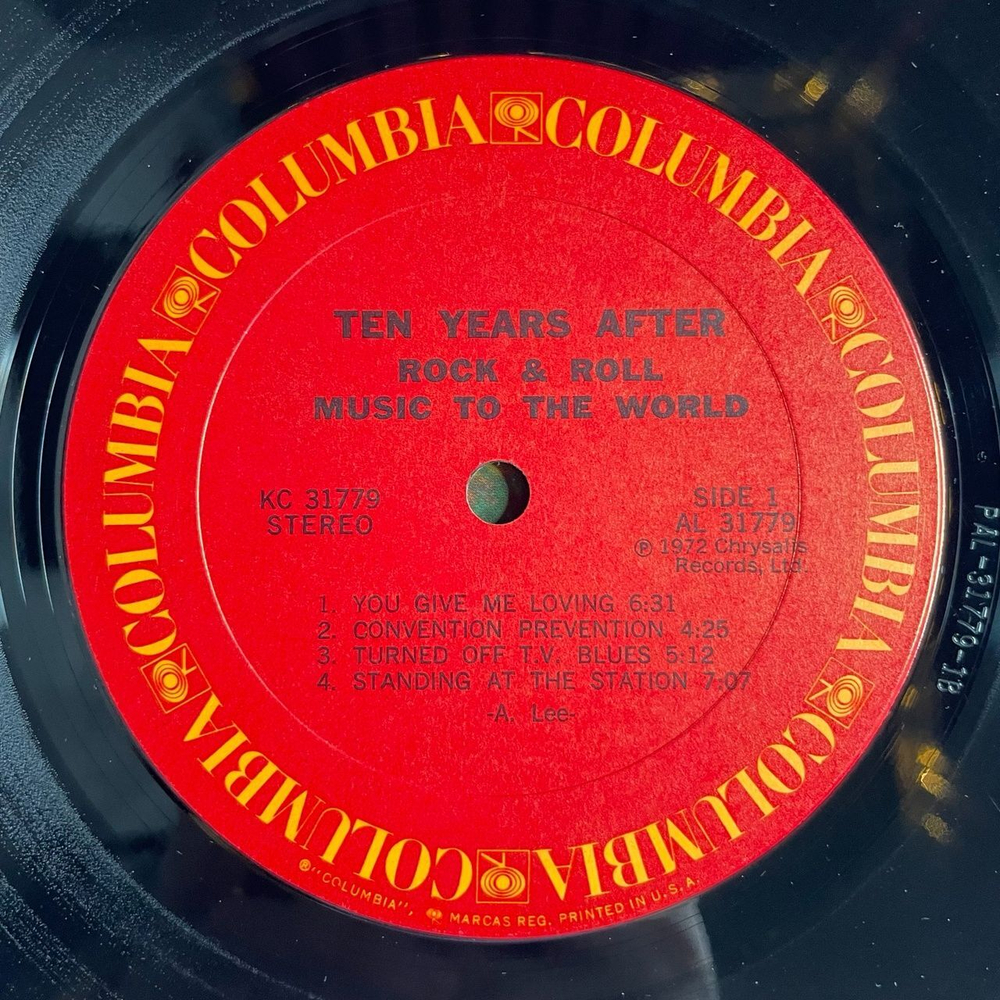 COLUMBIA COLUMBIA COLUMBIA COLUMBIA COLUMBIA COLUMBIA
TEN YEARS AFTER
ROCK & ROLL
MUSIC TO THE WORLD
KC 31779
STEREO
SIDE 1
AL 31779
℗ 1972 Chrysalis
Records, Ltd.
1. YOU GIVE ME LOVING 6:31
2. CONVENTION PREVENTION 4:25
3. TURNED OFF T.V. BLUES 5:12
4. STANDING AT THE STATION 7:07
-A. Lee-
®"COLUMBIA", MARCAS REG. PRINTED IN U.S.A.
PAL-31779-1B